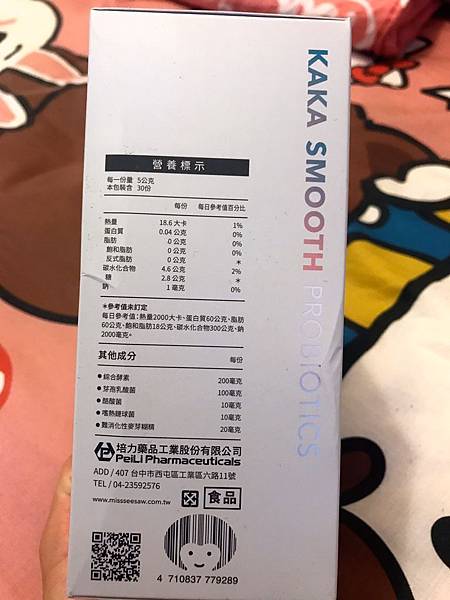 KAKA SMOOTH PROBiOTICS
營養標示
每一份量 5公克
本包裝含 30份
每份 每日參考值百分比
熱量 18.6 大卡 1%
蛋白質 0.04 公克 0%
脂肪 0 公克 0%
飽和脂肪 0 公克 0%
反式脂肪 0 公克 *
碳水化合物 4.6 公克 2%
糖 2.8 公克 *
鈉 1 毫克 0%
*參考值未訂定
每日參考值:熱量2000大卡、蛋白質60公克、脂肪
60公克、飽和脂肪18公克、碳水化合物300公克、鈉
2000毫克。
其他成分 每份
●綜合酵素 200毫克
●芽孢乳酸菌 100毫克
●酪酸菌 10毫克
●嗜熱鏈球菌 10毫克
●難消化性麥芽糊精 20毫克
培力藥品工業股份有限公司
PeiLi Pharmaceuticals
ADD / 407 台中市西屯區工業區六路11號
TEL / 04-23592576
www.missseesaw.com.tw
食品
4 710837 779289